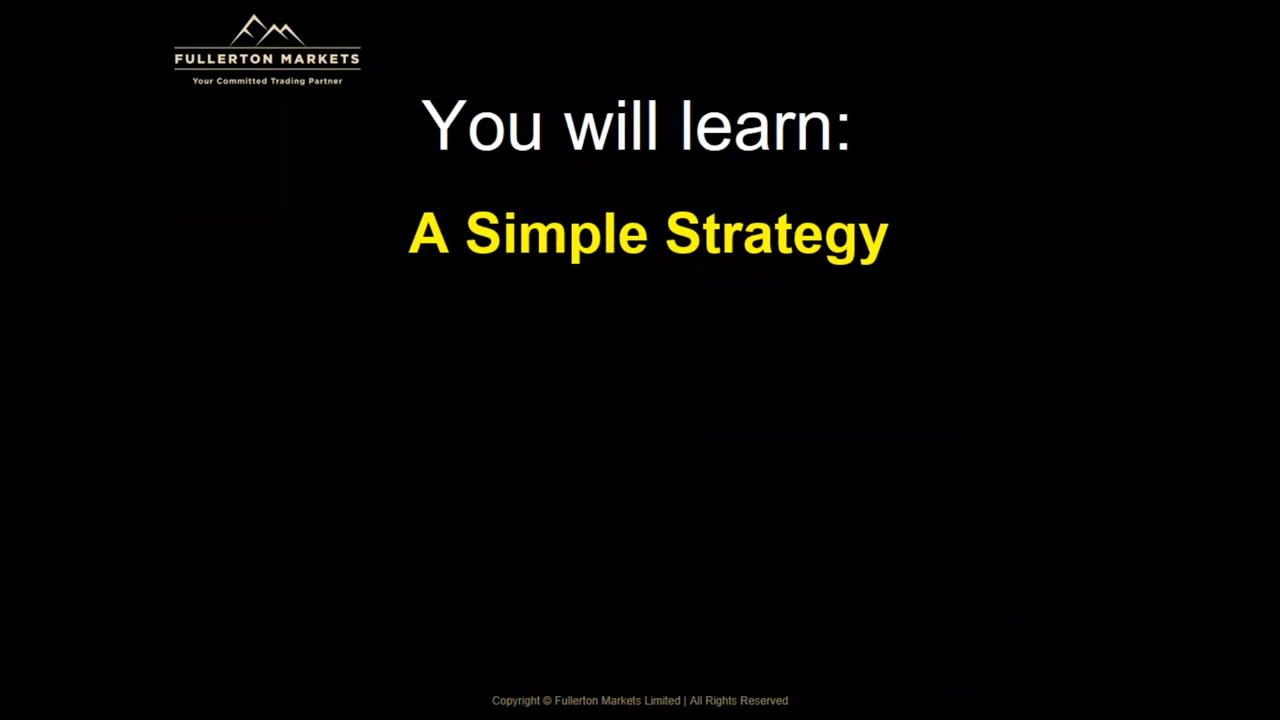 FULLERTON MARKETS
Your Committed Trading Partner
You will learn:
A Simple Strategy
Copyright © Fullerton Markets Limited | All Rights Reserved